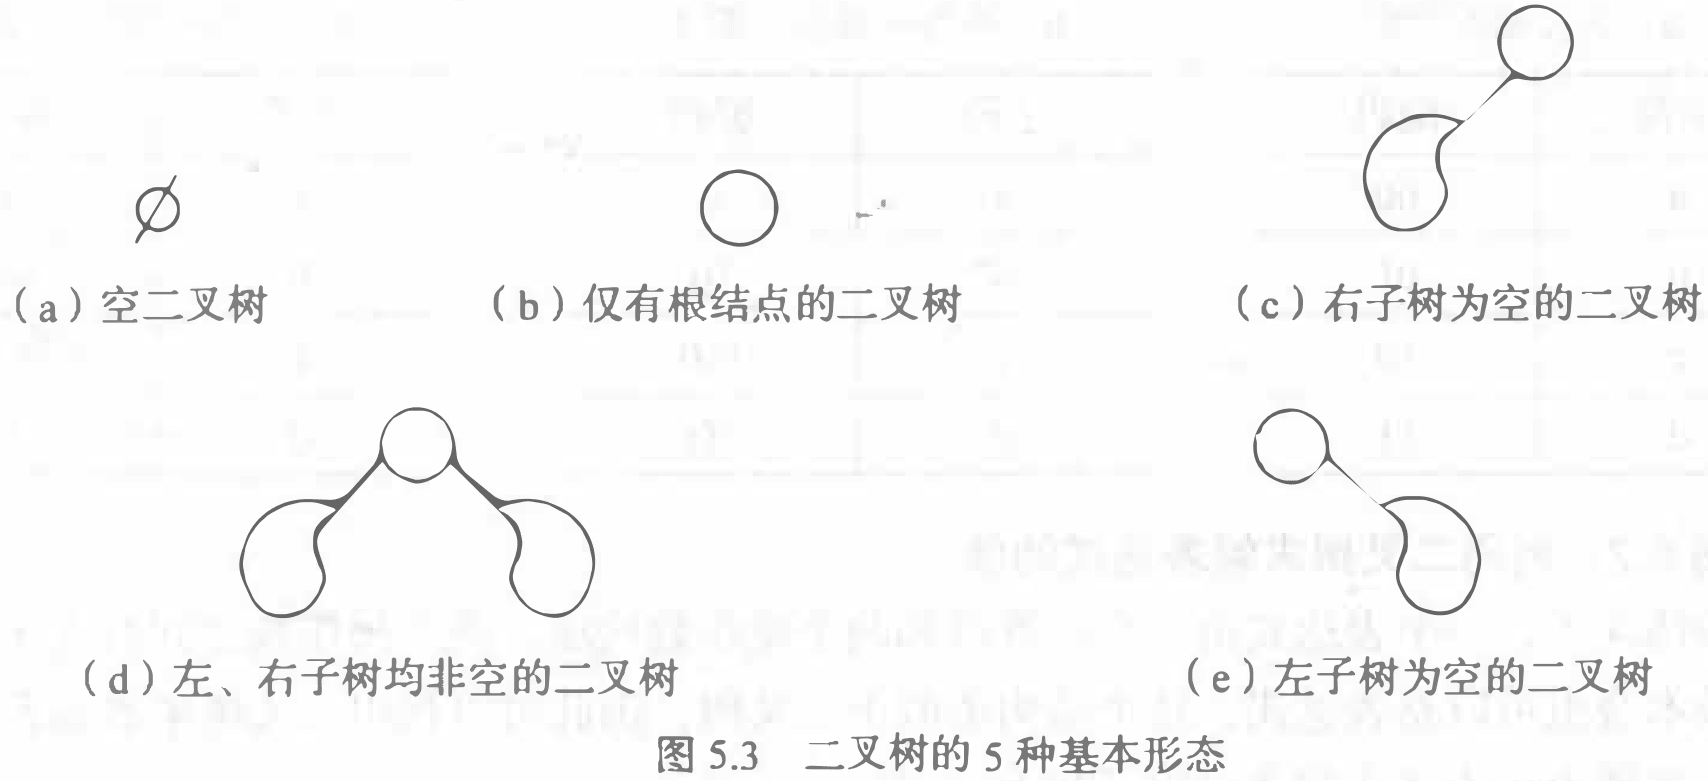 （a）空二叉树
（b）仅有根结点的二叉树
（c）右子树为空的二叉树
（d）左、右子树均非空的二叉树
（e）左子树为空的二叉树
图 5.3 二叉树的 5 种基本形态